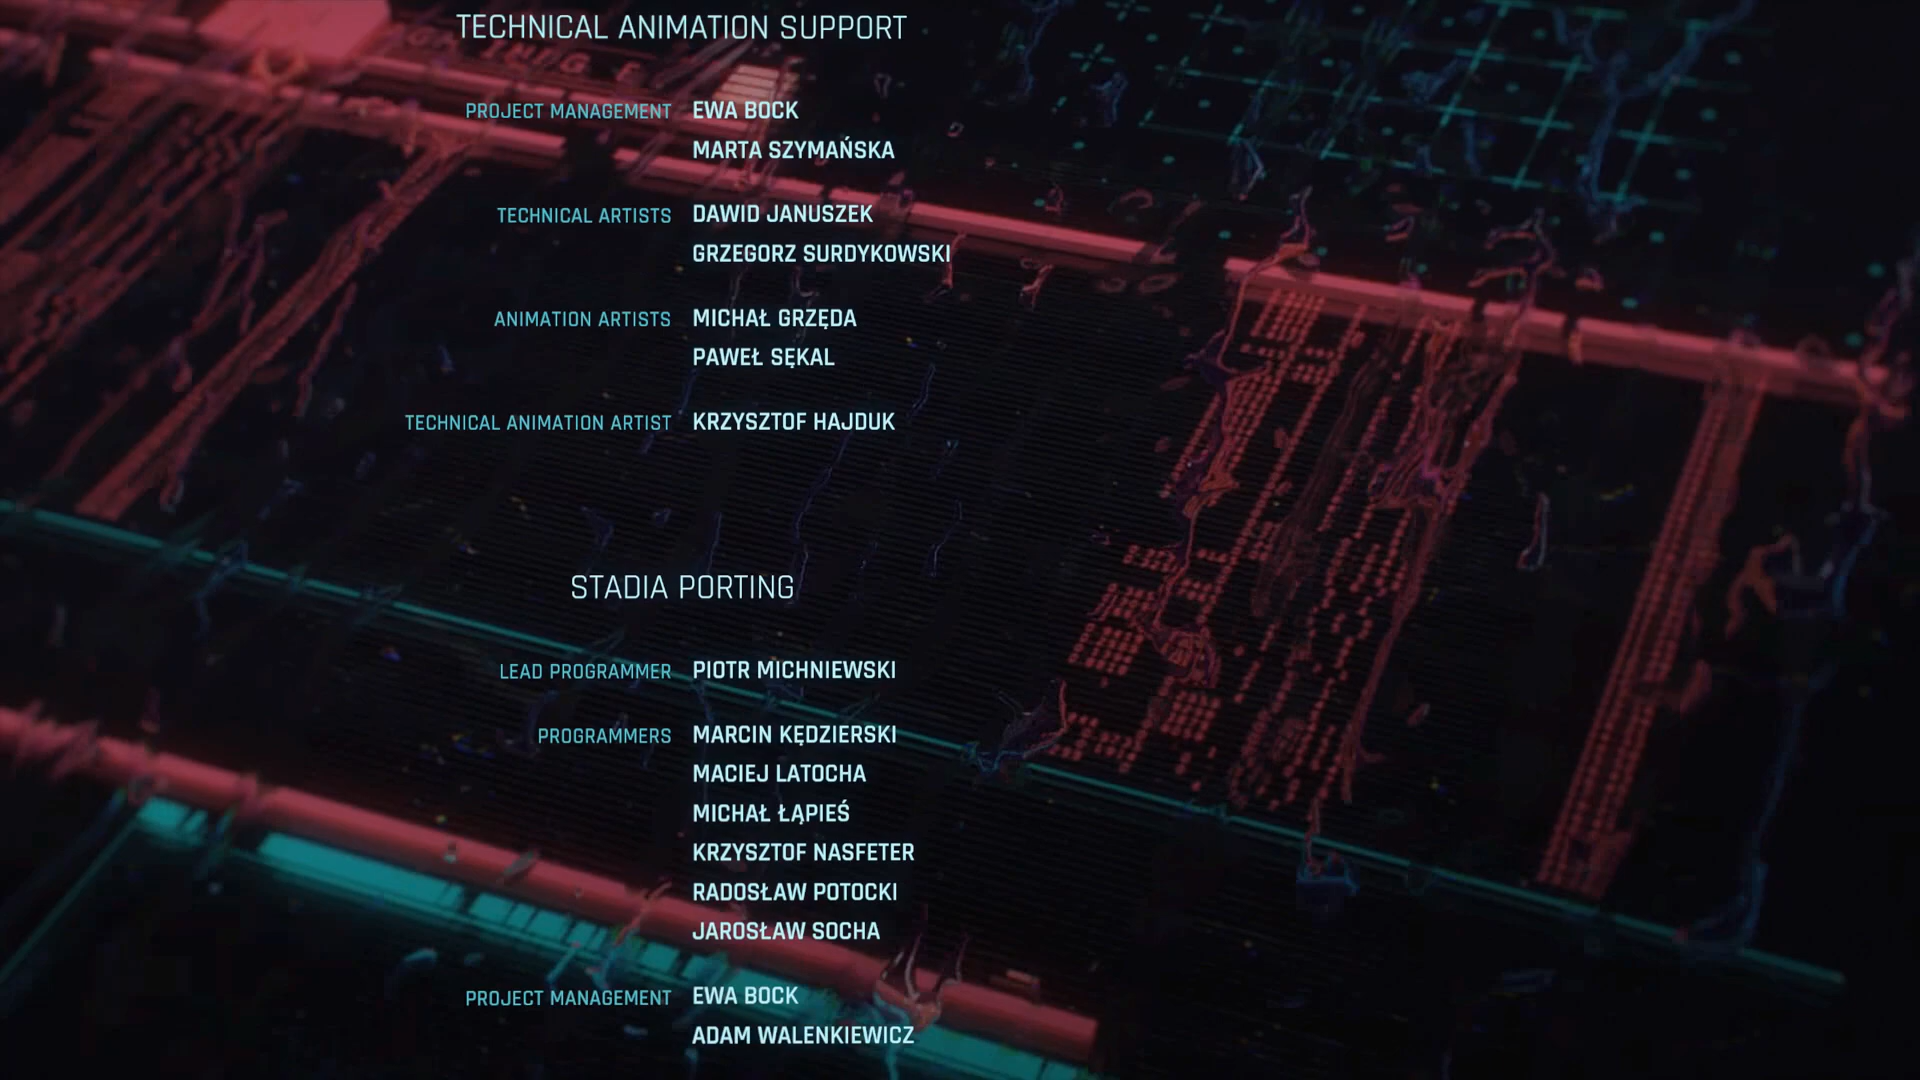 TECHNICAL ANIMATION SUPPORT
PROJECT MANAGEMENT EWA BOCK
MARTA SZYMAŃSKA
TECHNICAL ARTISTS DAWID JANUSZEK
GRZEGORZ SURDYKOWSKI
ANIMATION ARTISTS MICHAŁ GRZĘDA
PAWEŁ SĘKAL
TECHNICAL ANIMATION ARTIST KRZYSZTOF HAJDUK
STADIA PORTING
LEAD PROGRAMMER PIOTR MICHNIEWSKI
PROGRAMMERS MARCIN KĘDZIERSKI
MACIEJ LATOCHA
MICHAŁ ŁĄPIEŚ
KRZYSZTOF NASFETER
RADOSŁAW POTOCKI
JAROSŁAW SOCHA
PROJECT MANAGEMENT EWA BOCK
ADAM WALENKIEWICZ